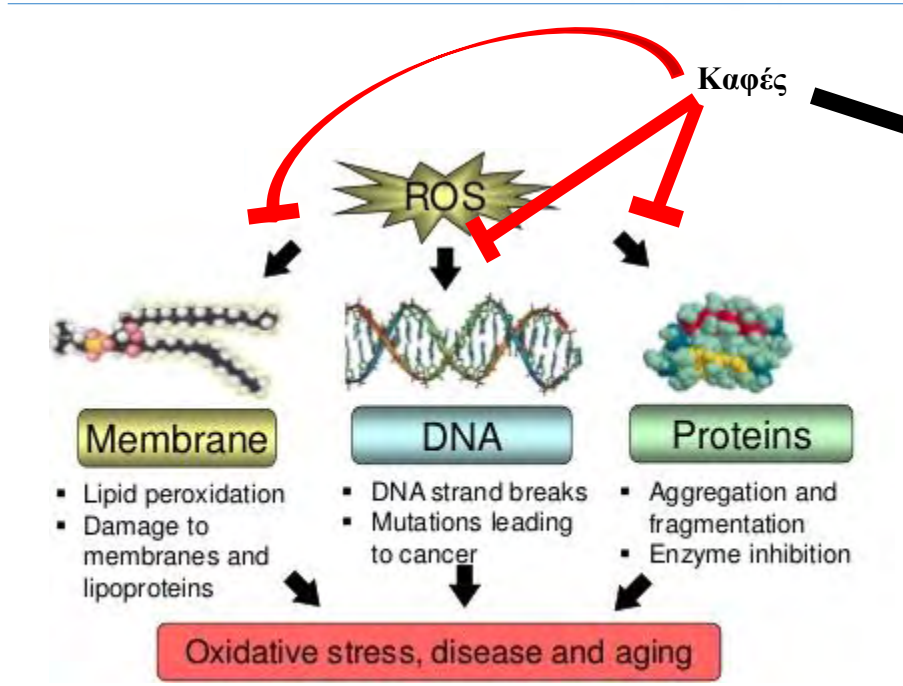 Καφές
ROS
Membrane
▪ Lipid peroxidation
▪ Damage to
membranes and
lipoproteins
DNA
▪ DNA strand breaks
▪ Mutations leading
to cancer
Proteins
▪ Aggregation and
fragmentation
▪ Enzyme inhibition
Oxidative stress, disease and aging